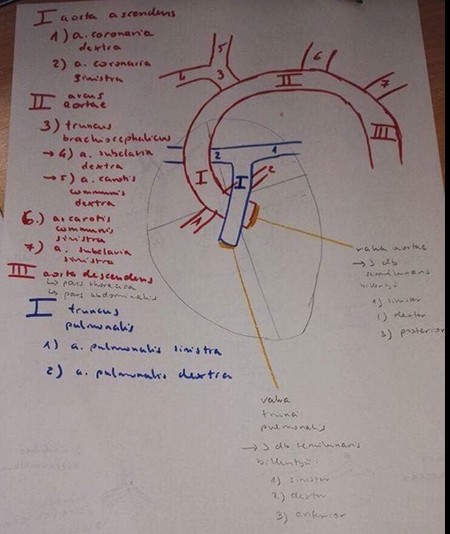 I aorta ascendens
1) a. coronaria
dextra
2) a. coronaria
sinistra
II arcus
aortae
3) truncus
brachiocephalicus
→ 4) a. subclavia
dextra
→ 5) a. carotis
communis
dextra
6.) a. carotis
communis
sinistra
7) a. subclavia
sinistra
III aorta descendens
↳ pars thoracica
↳ pars abdominalis
I truncus
pulmonalis
1) a. pulmonalis sinistra
2) a. pulmonalis dextra
5
4
3
6
II
7
III
2
1
I
I
2
1
valva aortae
→ 3 db
semilunaris
billentyű
1) sinister
2) dexter
3) posterior
valva
trunci
pulmonalis
→ 3 db semilunaris
billentyű:
1) sinister
2) dexter
3) anterior